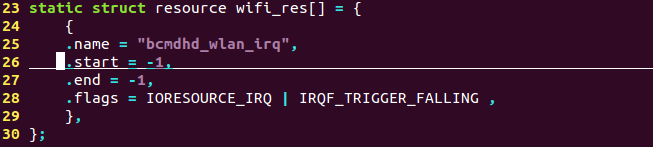 23 static struct resource wifi_res[] = {
24     {
25     .name = "bcmdhd_wlan_irq",
26     .start = -1,
27     .end = -1,
28     .flags = IORESOURCE_IRQ | IRQF_TRIGGER_FALLING ,
29     },
30 };